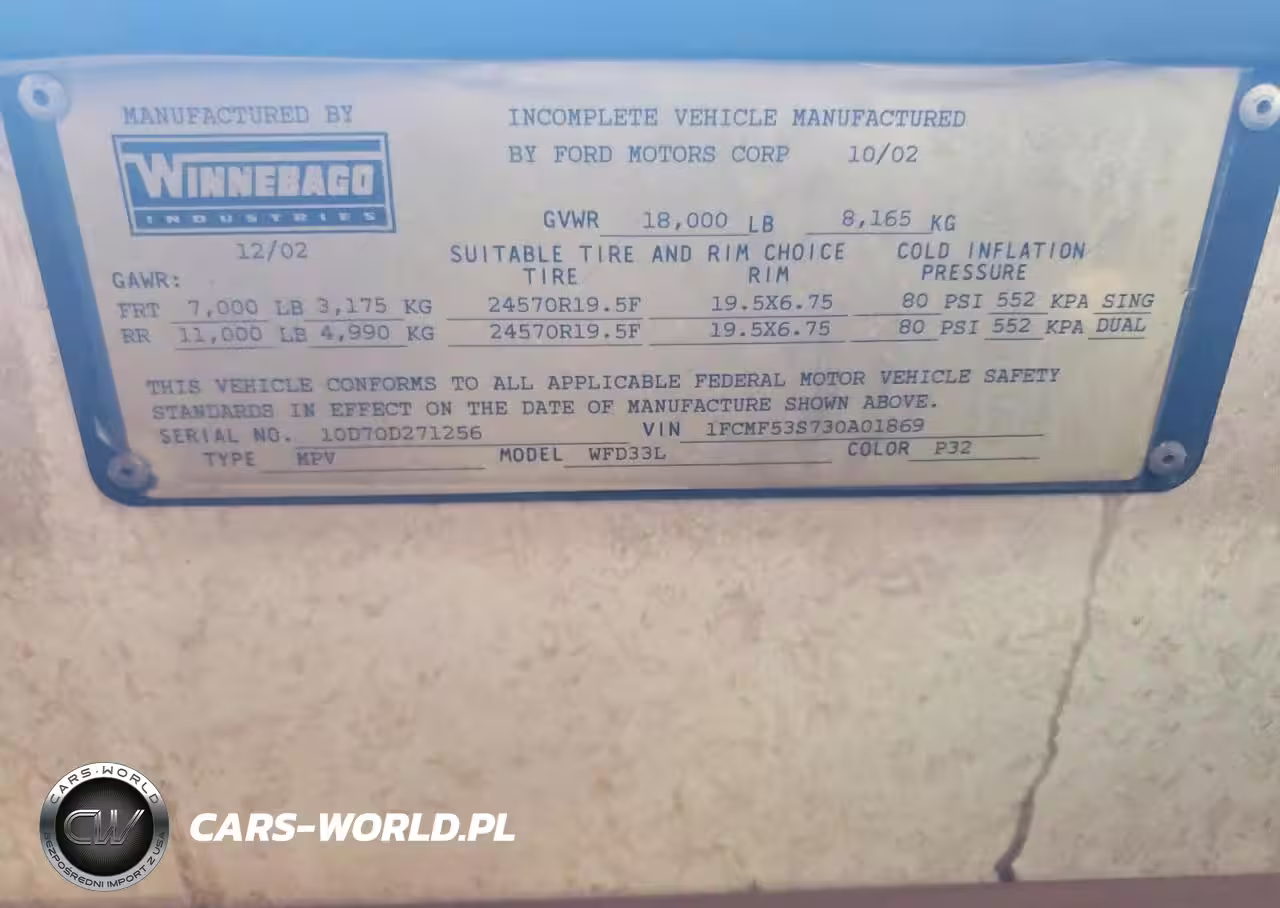 MANUFACTURED BY
WINNEBAGO
INDUSTRIES
12/02
INCOMPLETE VEHICLE MANUFACTURED
BY FORD MOTORS CORP 10/02
GVWR 18,000 LB 8,165 KG
SUITABLE TIRE AND RIM CHOICE COLD INFLATION
GAWR: TIRE RIM PRESSURE
FRT 7,000 LB 3,175 KG 24570R19.5F 19.5X6.75 80 PSI 552 KPA SING
RR 11,000 LB 4,990 KG 24570R19.5F 19.5X6.75 80 PSI 552 KPA DUAL
THIS VEHICLE CONFORMS TO ALL APPLICABLE FEDERAL MOTOR VEHICLE SAFETY
STANDARDS IN EFFECT ON THE DATE OF MANUFACTURE SHOWN ABOVE.
SERIAL NO. 10D70D271256 VIN 1FCMF53S730A01869
TYPE MPV MODEL WFD33L COLOR P32
CARS-WORLD
CW
BEZPOŚREDNI IMPORT Z USA
CARS-WORLD.PL